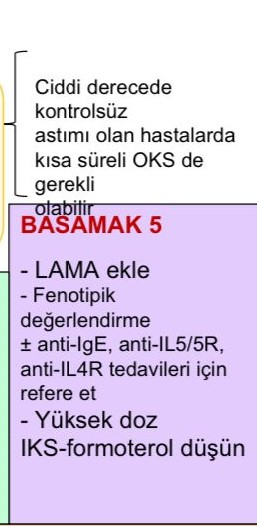 Ciddi derecede
kontrolsüz
astımı olan hastalarda
kısa süreli OKS de
gerekli
olabilir
BASAMAK 5
- LAMA ekle
- Fenotipik
değerlendirme
± anti-IgE, anti-IL5/5R,
anti-IL4R tedavileri için
refere et
- Yüksek doz
IKS-formoterol düşün